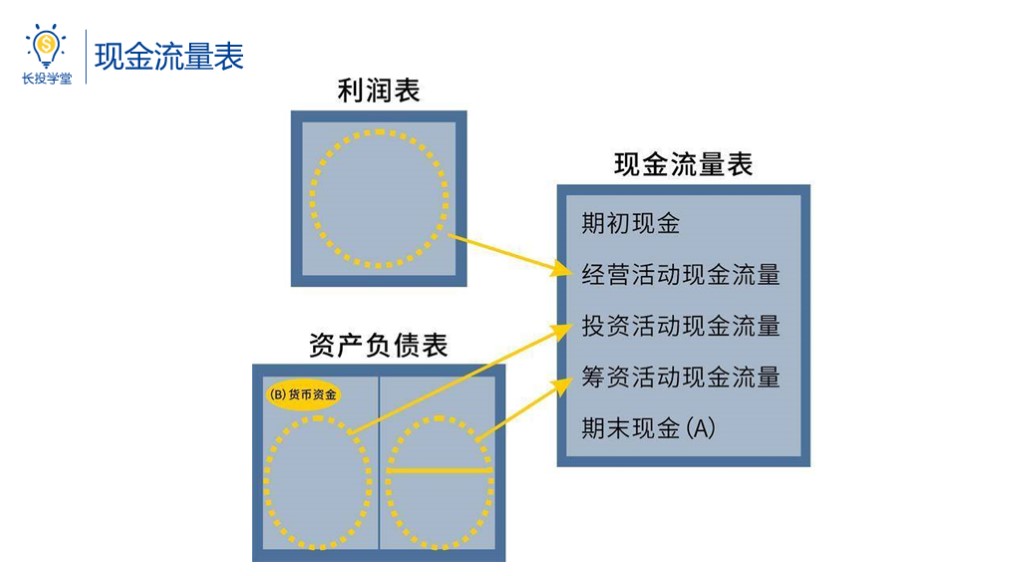 长投学堂
现金流量表
利润表
现金流量表
期初现金
经营活动现金流量
投资活动现金流量
筹资活动现金流量
期末现金(A)
资产负债表
(B)货币资金